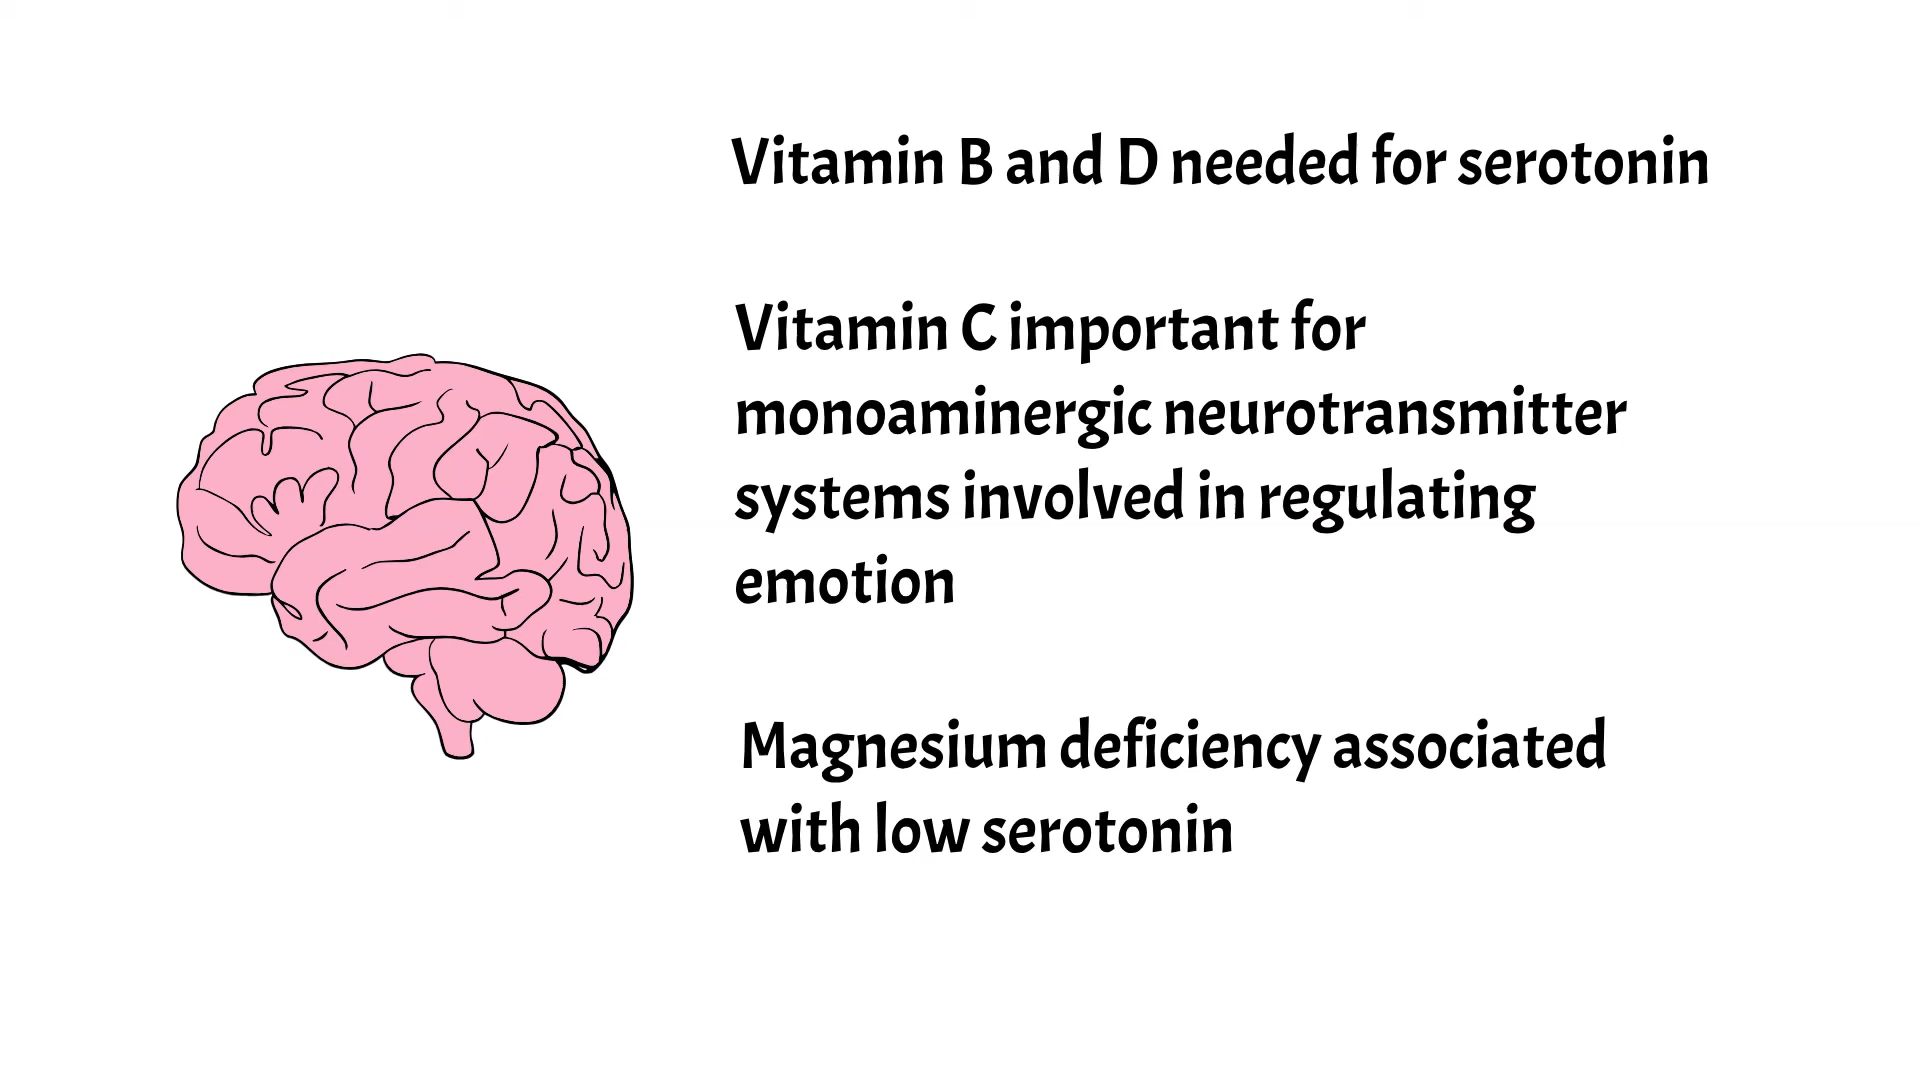 Vitamin B and D needed for serotonin
Vitamin C important for
monoaminergic neurotransmitter
systems involved in regulating
emotion
Magnesium deficiency associated
with low serotonin